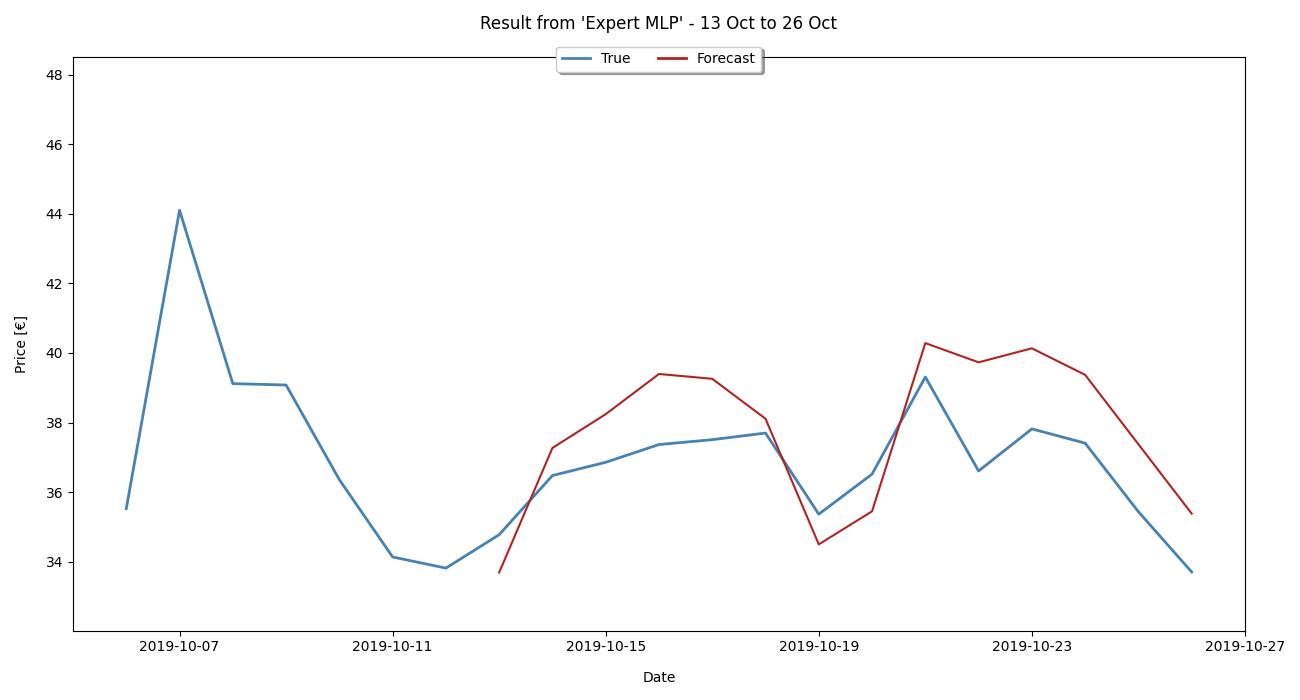 Result from 'Expert MLP' - 13 Oct to 26 Oct
True Forecast
48
46
44
42
40
38
36
34
Price [€]
2019-10-07 2019-10-11 2019-10-15 2019-10-19 2019-10-23 2019-10-27
Date